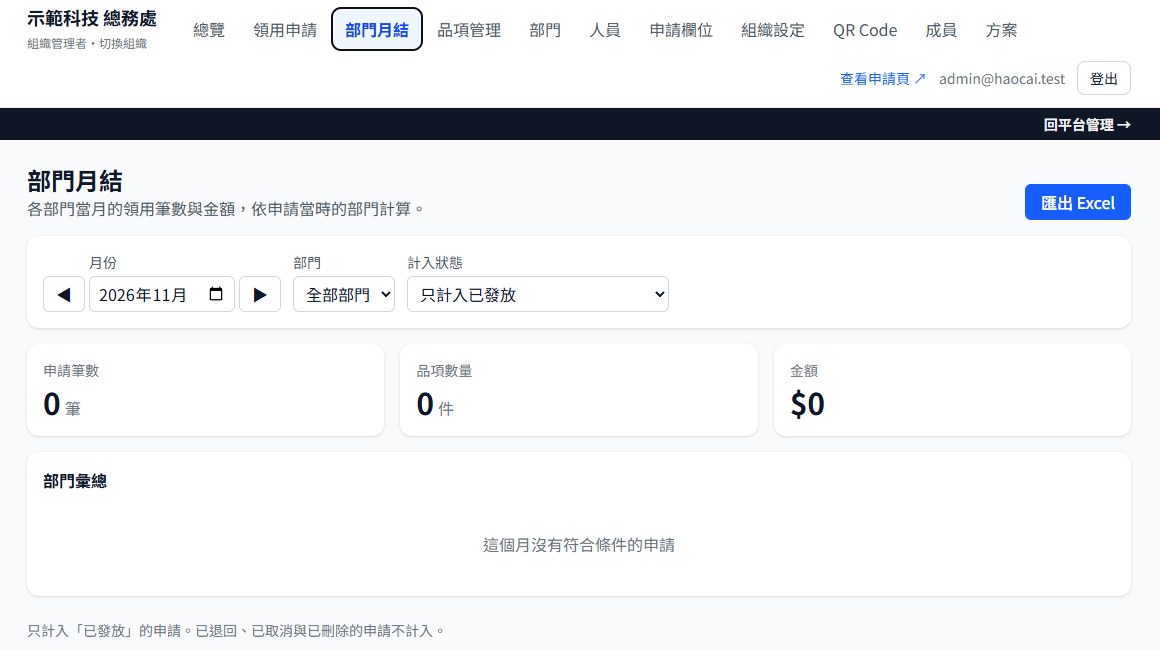 示範科技 總務處
組織管理者・切換組織
總覽 領用申請 部門月結 品項管理 部門 人員 申請欄位 組織設定 QR Code 成員 方案
查看申請頁 ↗ admin@haocai.test 登出
回平台管理 →
部門月結
各部門當月的領用筆數與金額，依申請當時的部門計算。
匯出 Excel
月份 部門 計入狀態
◀ 2026年11月 ▶ 全部部門 只計入已發放
申請筆數 品項數量 金額
0 筆 0 件 $0
部門彙總
這個月沒有符合條件的申請
只計入「已發放」的申請。已退回、已取消與已刪除的申請不計入。